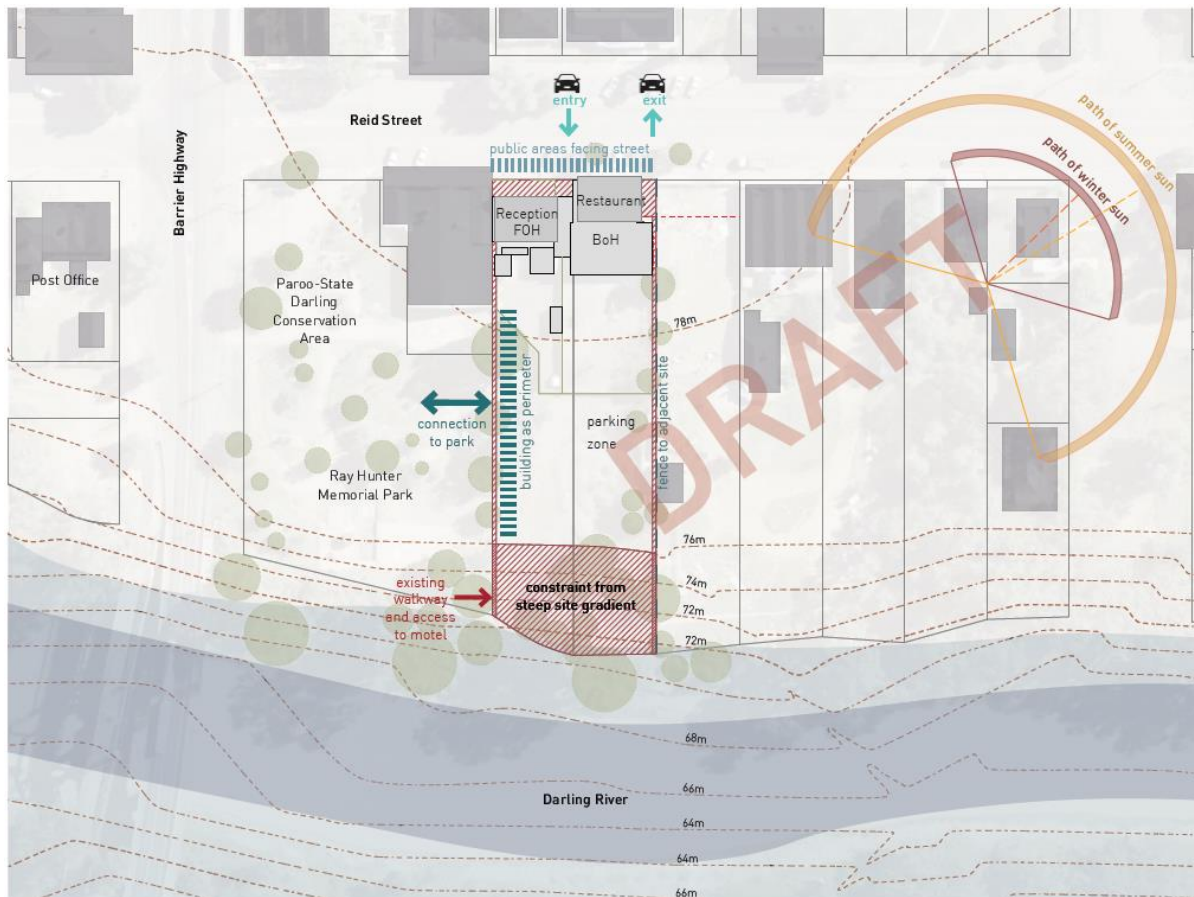 entry
exit
Reid Street
public areas facing street
Barrier Highway
path of summer sun
path of winter sun
Restaurant
Reception
FOH
BoH
Post Office
Paroo-State
Darling
Conservation
Area
78m
DRAFT
building as perimeter
fence to adjacent site
connection
to park
parking
zone
Ray Hunter
Memorial Park
76m
existing
walkway
and access
to motel
constraint from
steep site gradient
74m
72m
72m
68m
66m
Darling River
64m
64m
66m